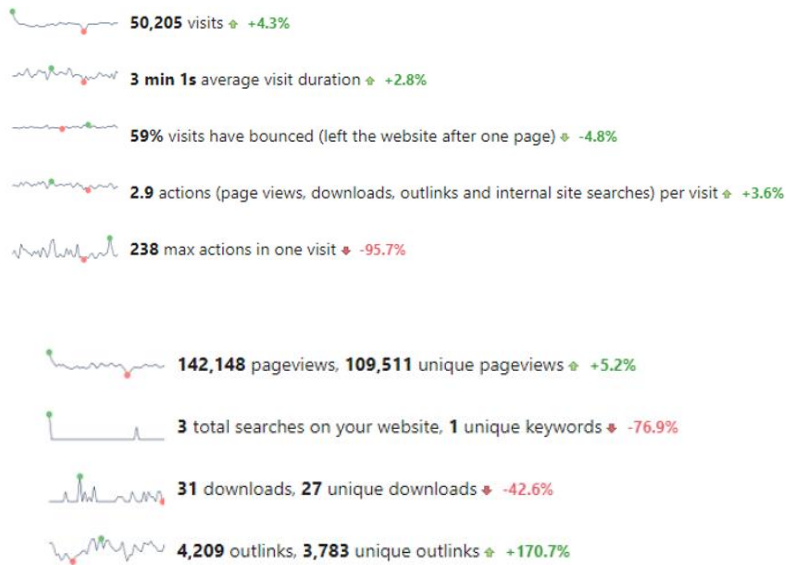 50,205 visits +4.3%
3 min 1s average visit duration +2.8%
59% visits have bounced (left the website after one page) -4.8%
2.9 actions (page views, downloads, outlinks and internal site searches) per visit +3.6%
238 max actions in one visit -95.7%
142,148 pageviews, 109,511 unique pageviews +5.2%
3 total searches on your website, 1 unique keywords -76.9%
31 downloads, 27 unique downloads -42.6%
4,209 outlinks, 3,783 unique outlinks +170.7%